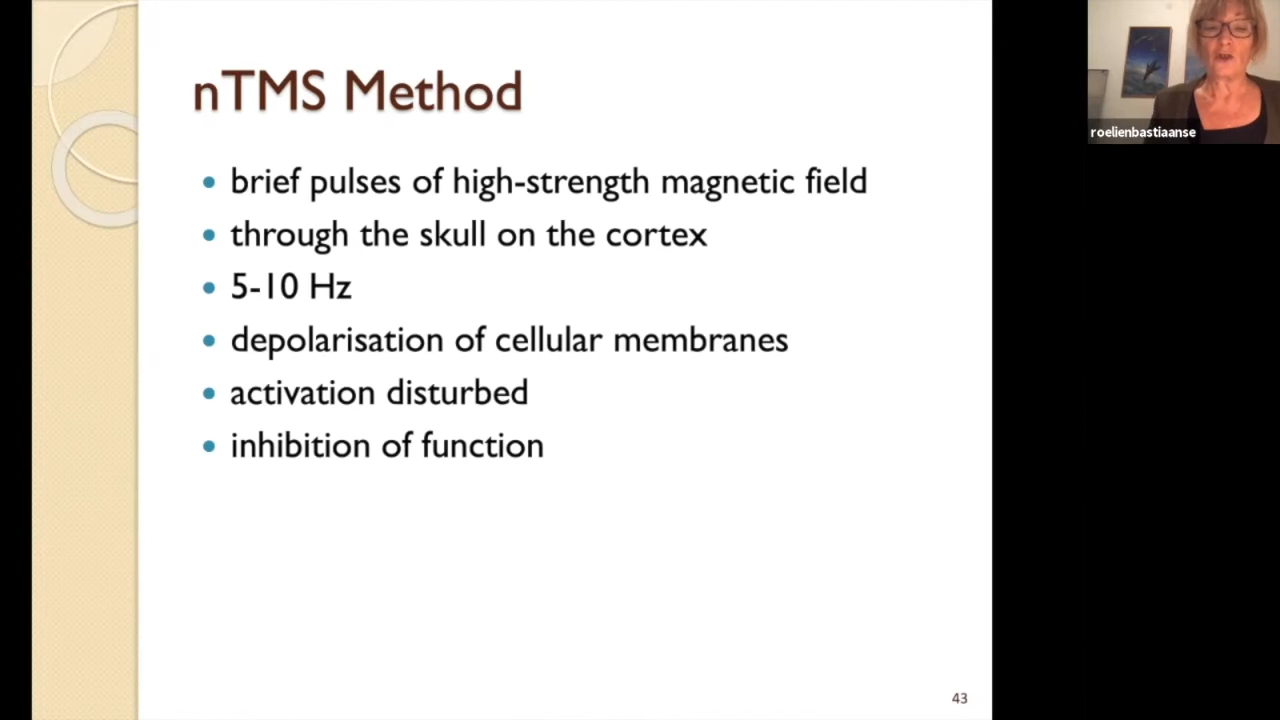 nTMS Method
brief pulses of high-strength magnetic field
through the skull on the cortex
5-10 Hz
depolarisation of cellular membranes
activation disturbed
inhibition of function
43
roelienbastiaanse